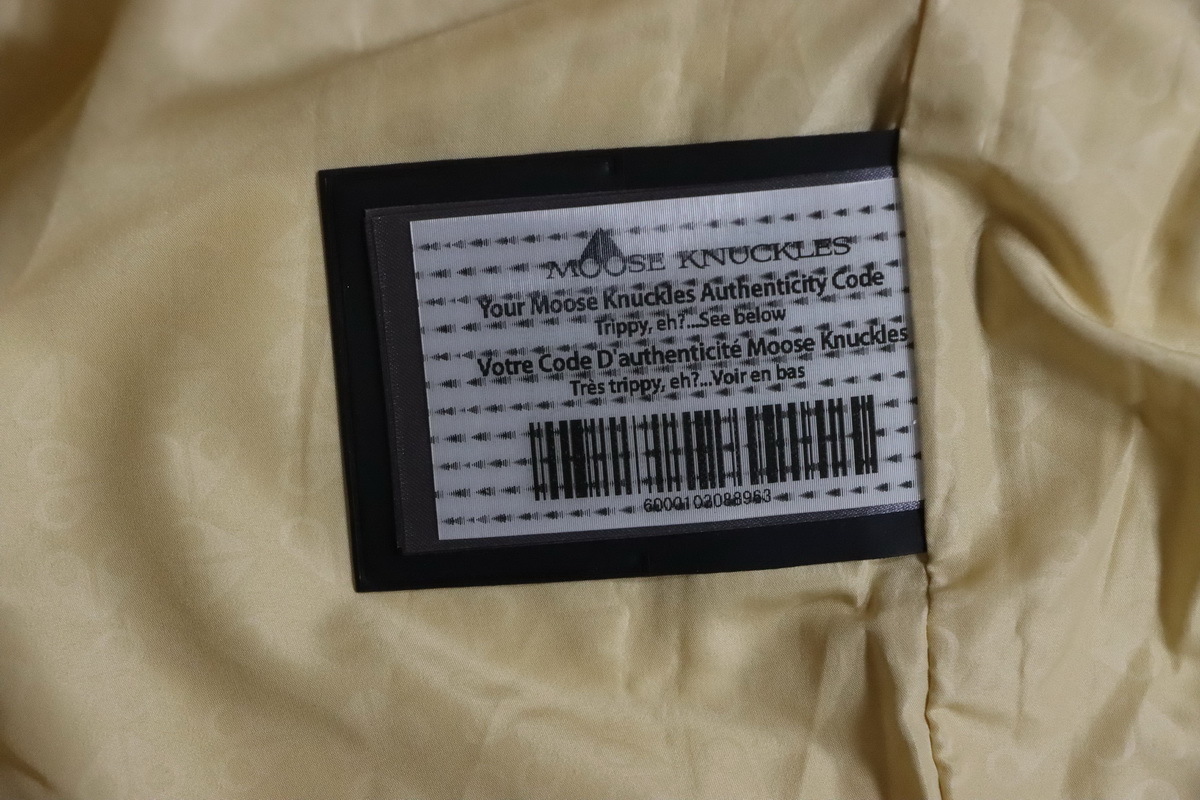 MOOSE KNUCKLES
Your Moose Knuckles Authenticity Code
Trippy, eh?...See below
Votre Code D'authenticité Moose Knuckles
Très trippy, eh?...Voir en bas
6000102088963